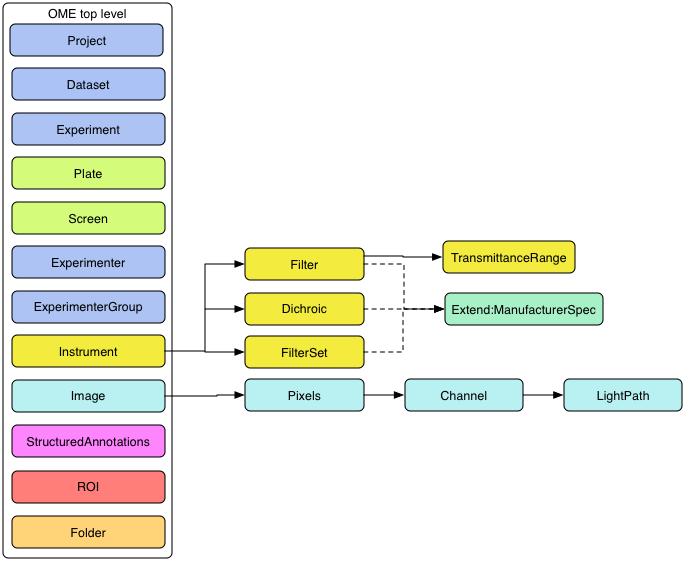 OME top level
Project
Dataset
Experiment
Plate
Screen
Experimenter
ExperimenterGroup
Instrument
Image
StructuredAnnotations
ROI
Folder
Filter
Dichroic
FilterSet
Pixels
TransmittanceRange
Extend:ManufacturerSpec
Channel
LightPath